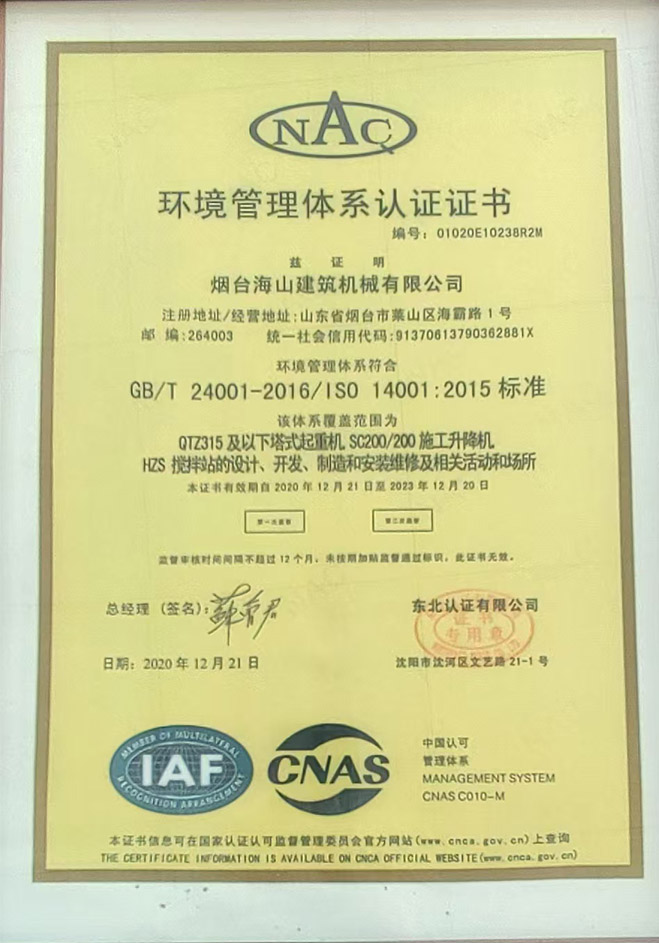 NAC
环境管理体系认证证书
编号：01020E10238R2M
兹 证 明
烟台海山建筑机械有限公司
注册地址/经营地址:山东省烟台市莱山区海霸路1号
邮 编:264003 统一社会信用代码:91370613790362881X
环境管理体系符合
GB/T 24001-2016/ISO 14001:2015 标准
该体系覆盖范围为
QTZ315 及以下塔式起重机 SC200/200 施工升降机
HZS 搅拌站的设计、开发、制造和安装维修及相关活动和场所
本证书有效期自 2020 年 12 月 21 日至 2023 年 12 月 20 日
第一次监督 第二次监督
监督审核时间间隔不超过 12 个月，未按期加贴监督通过标识，此证书无效。
总经理（签名）:
东北认证有限公司
证书
专用章
日期：2020 年 12 月 21 日
沈阳市沈河区文艺路 21-1 号
MEMBER OF MULTILATERAL
IAF
RECOGNITION ARRANGEMENT
CNAS
中国认可
管理体系
MANAGEMENT SYSTEM
CNAS C010-M
本证书信息可在国家认证认可监督管理委员会官方网站(www.cnca.gov.cn)上查询
THE CERTIFICATE INFORMATION IS AVAILABLE ON CNCA OFFICIAL WEBSITE(www.cnca.gov.cn)